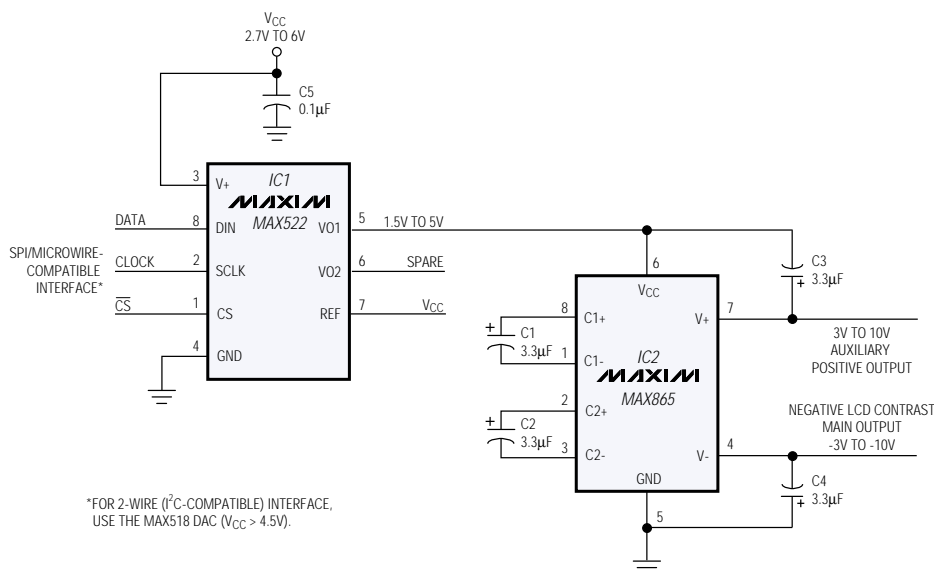 VCC
2.7V TO 6V
C5
0.1μF
3
V+
IC1
MAXIM
MAX522
DATA
8
DIN
VO1
5
1.5V TO 5V
SPI/MICROWIRE-
COMPATIBLE
INTERFACE*
CLOCK
2
SCLK
VO2
6
SPARE
CS
1
CS
REF
7
VCC
4
GND
6
VCC
C3
3.3μF
+
8
C1+
V+
7
+
C1
3.3μF
1
C1-
3V TO 10V
AUXILIARY
POSITIVE OUTPUT
IC2
MAXIM
MAX865
2
C2+
+
C2
3.3μF
3
C2-
V-
4
NEGATIVE LCD CONTRAST
MAIN OUTPUT
-3V TO -10V
GND
5
C4
3.3μF
+
*FOR 2-WIRE (I²C-COMPATIBLE) INTERFACE,
USE THE MAX518 DAC (VCC > 4.5V).